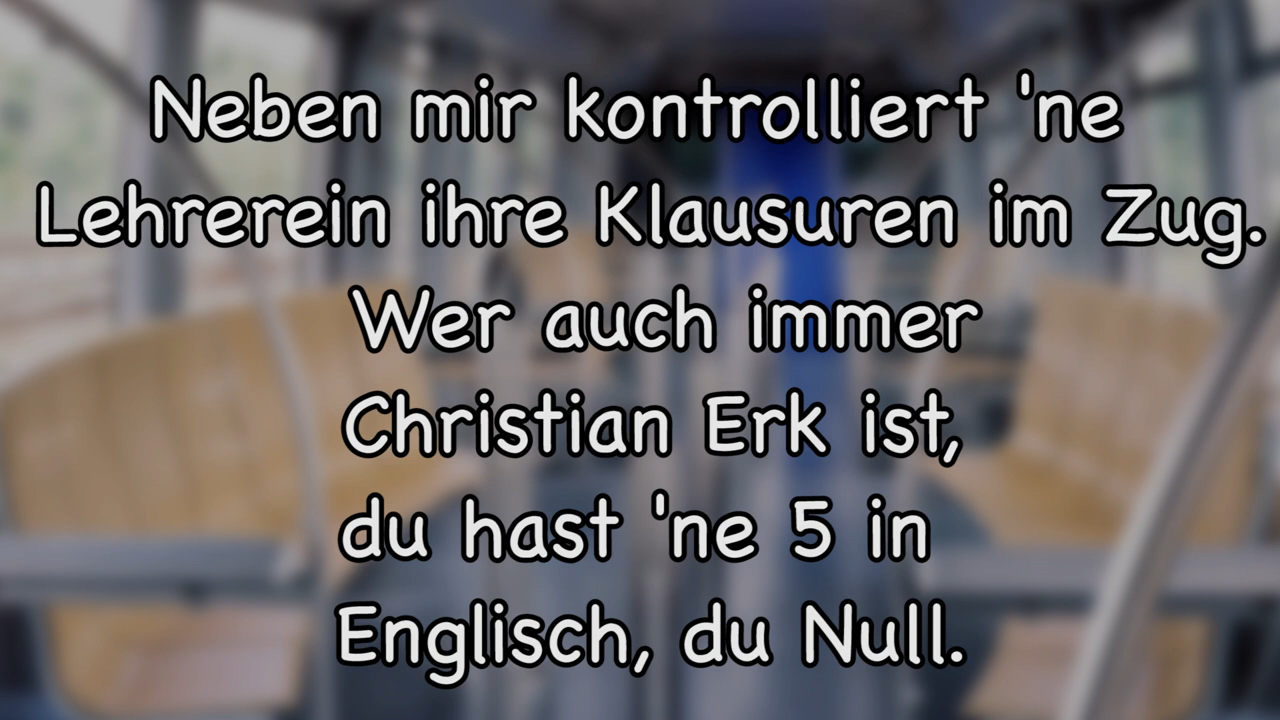 Neben mir kontrolliert 'ne
Lehrerein ihre Klausuren im Zug.
Wer auch immer
Christian Erk ist,
du hast 'ne 5 in
Englisch, du Null.